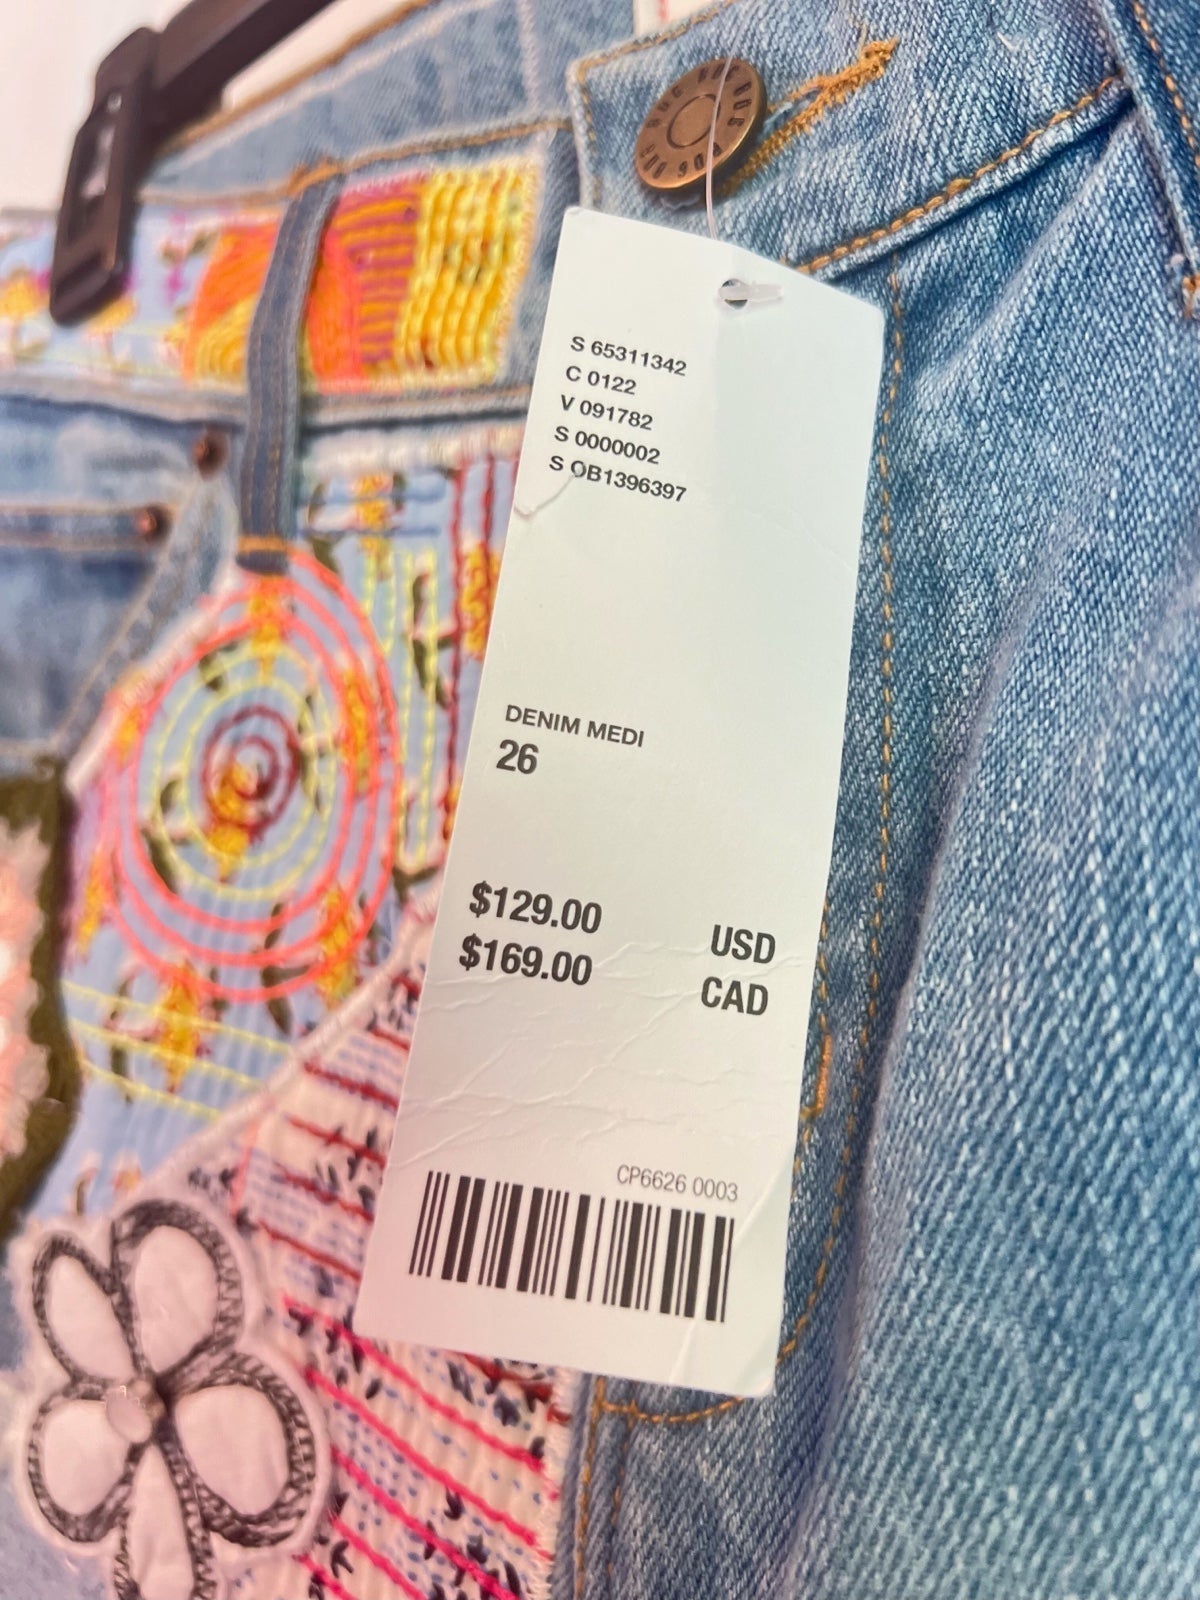 S 65311342
C 0122
V 091782
S 0000002
S OB1396397
DENIM MEDI
26
$129.00 USD
$169.00 CAD
CP6626 0003